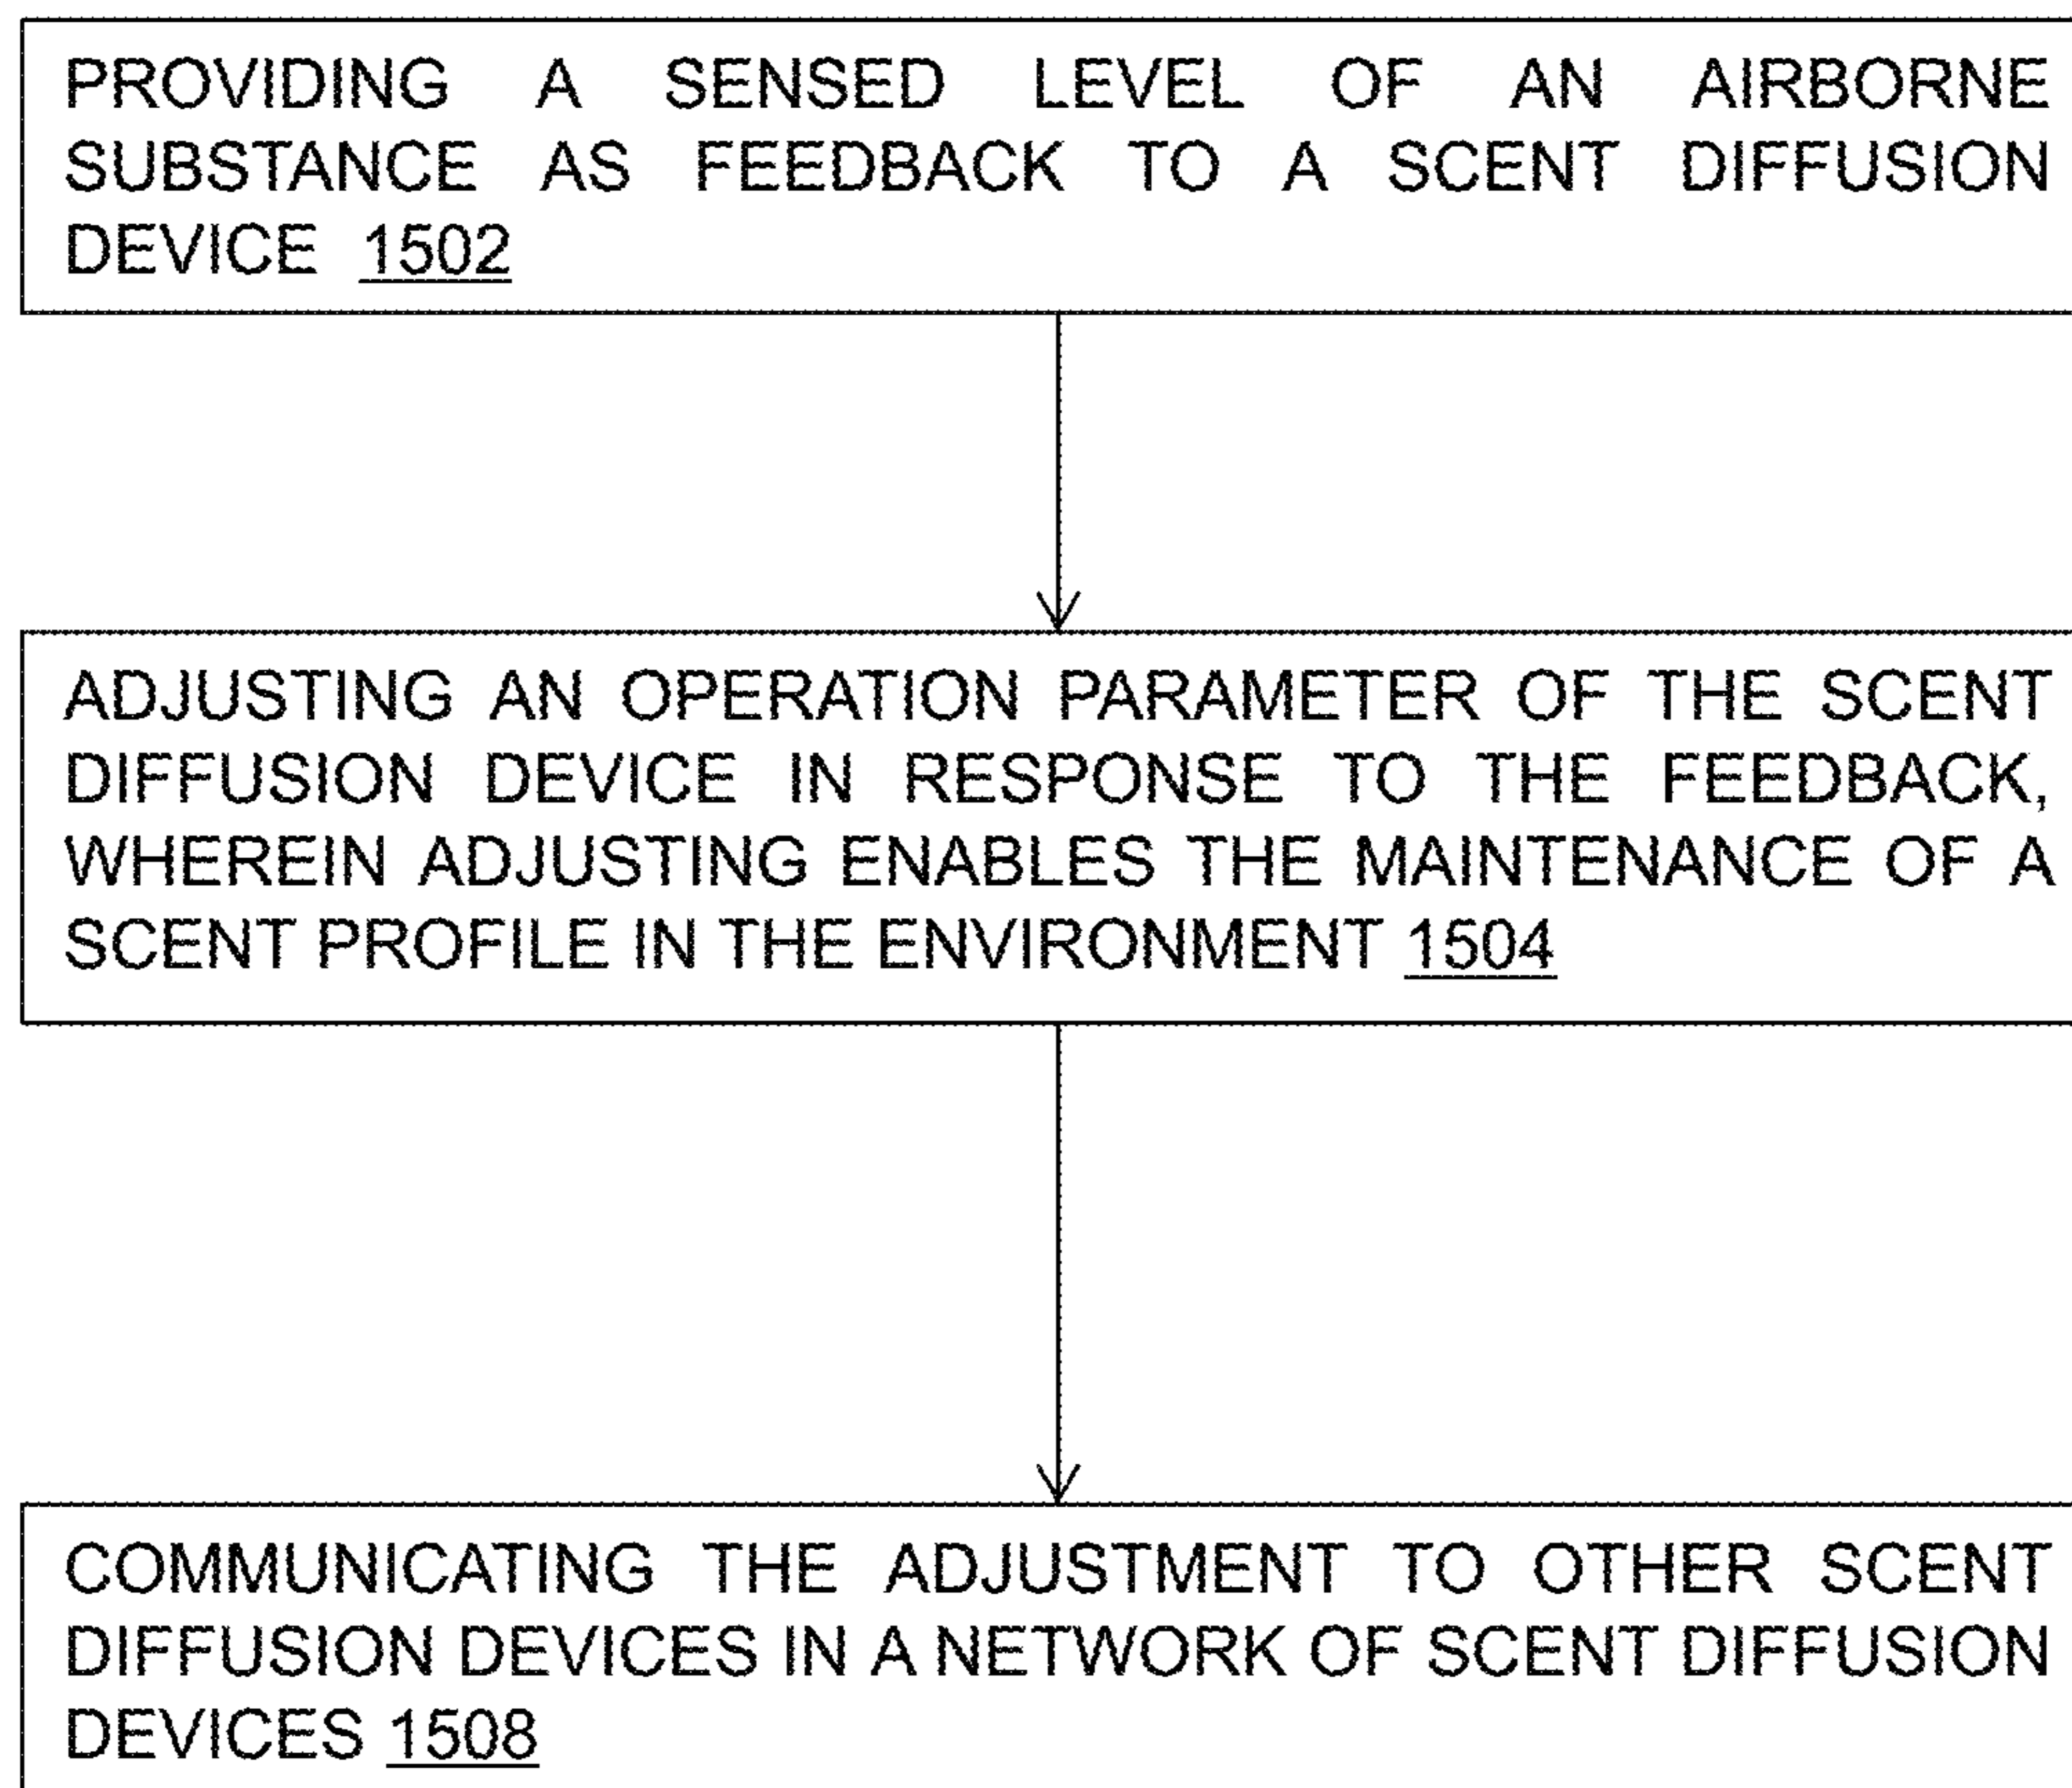 PROVIDING A SENSED LEVEL OF AN AIRBORNE
SUBSTANCE AS FEEDBACK TO A SCENT DIFFUSION
DEVICE 1502
ADJUSTING AN OPERATION PARAMETER OF THE SCENT
DIFFUSION DEVICE IN RESPONSE TO THE FEEDBACK,
WHEREIN ADJUSTING ENABLES THE MAINTENANCE OF A
SCENT PROFILE IN THE ENVIRONMENT 1504
COMMUNICATING THE ADJUSTMENT TO OTHER SCENT
DIFFUSION DEVICES IN A NETWORK OF SCENT DIFFUSION
DEVICES 1508